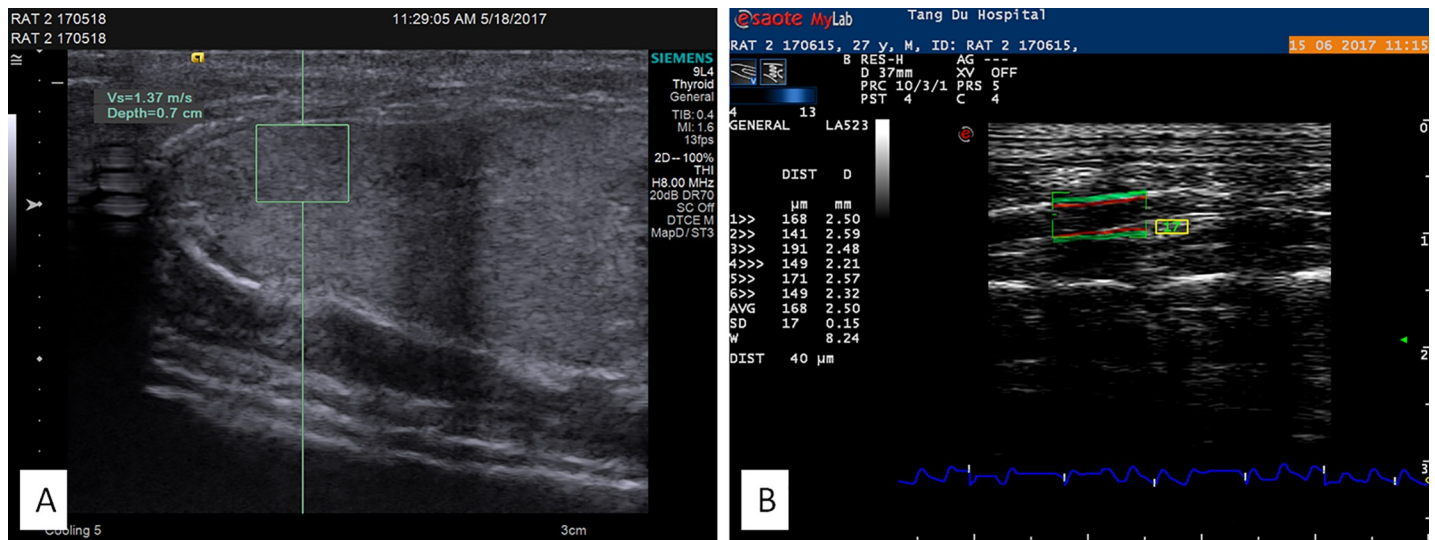 RAT 2 170518 11:29:05 AM 5/18/2017
RAT 2 170518
Vs=1.37 m/s
Depth=0.7 cm
SIEMENS
9L4
Thyroid
General
TIB: 0.4
MI: 1.6
13fps
2D--100%
THI
H8.00 MHz
20dB DR70
SC Off
DTCE M
MapD/ST3
A
Cooling 5 3cm
esaote MyLab Tang Du Hospital
RAT 2 170615, 27 y, M, ID: RAT 2 170615,
15 06 2017 11:15
B RES-H AG ---
D 37mm XV OFF
PRC 10/3/1 PRS 5
PST 4 C 4
4 13
GENERAL LA523
DIST D
µm mm
1>> 168 2.50
2>> 141 2.59
3>> 191 2.48
4>>> 149 2.21
5>> 171 2.57
6>> 149 2.32
AVG 168 2.50
SD 17 0.15
W 8.24
DIST 40 µm
e
17
0
1
2
3
B